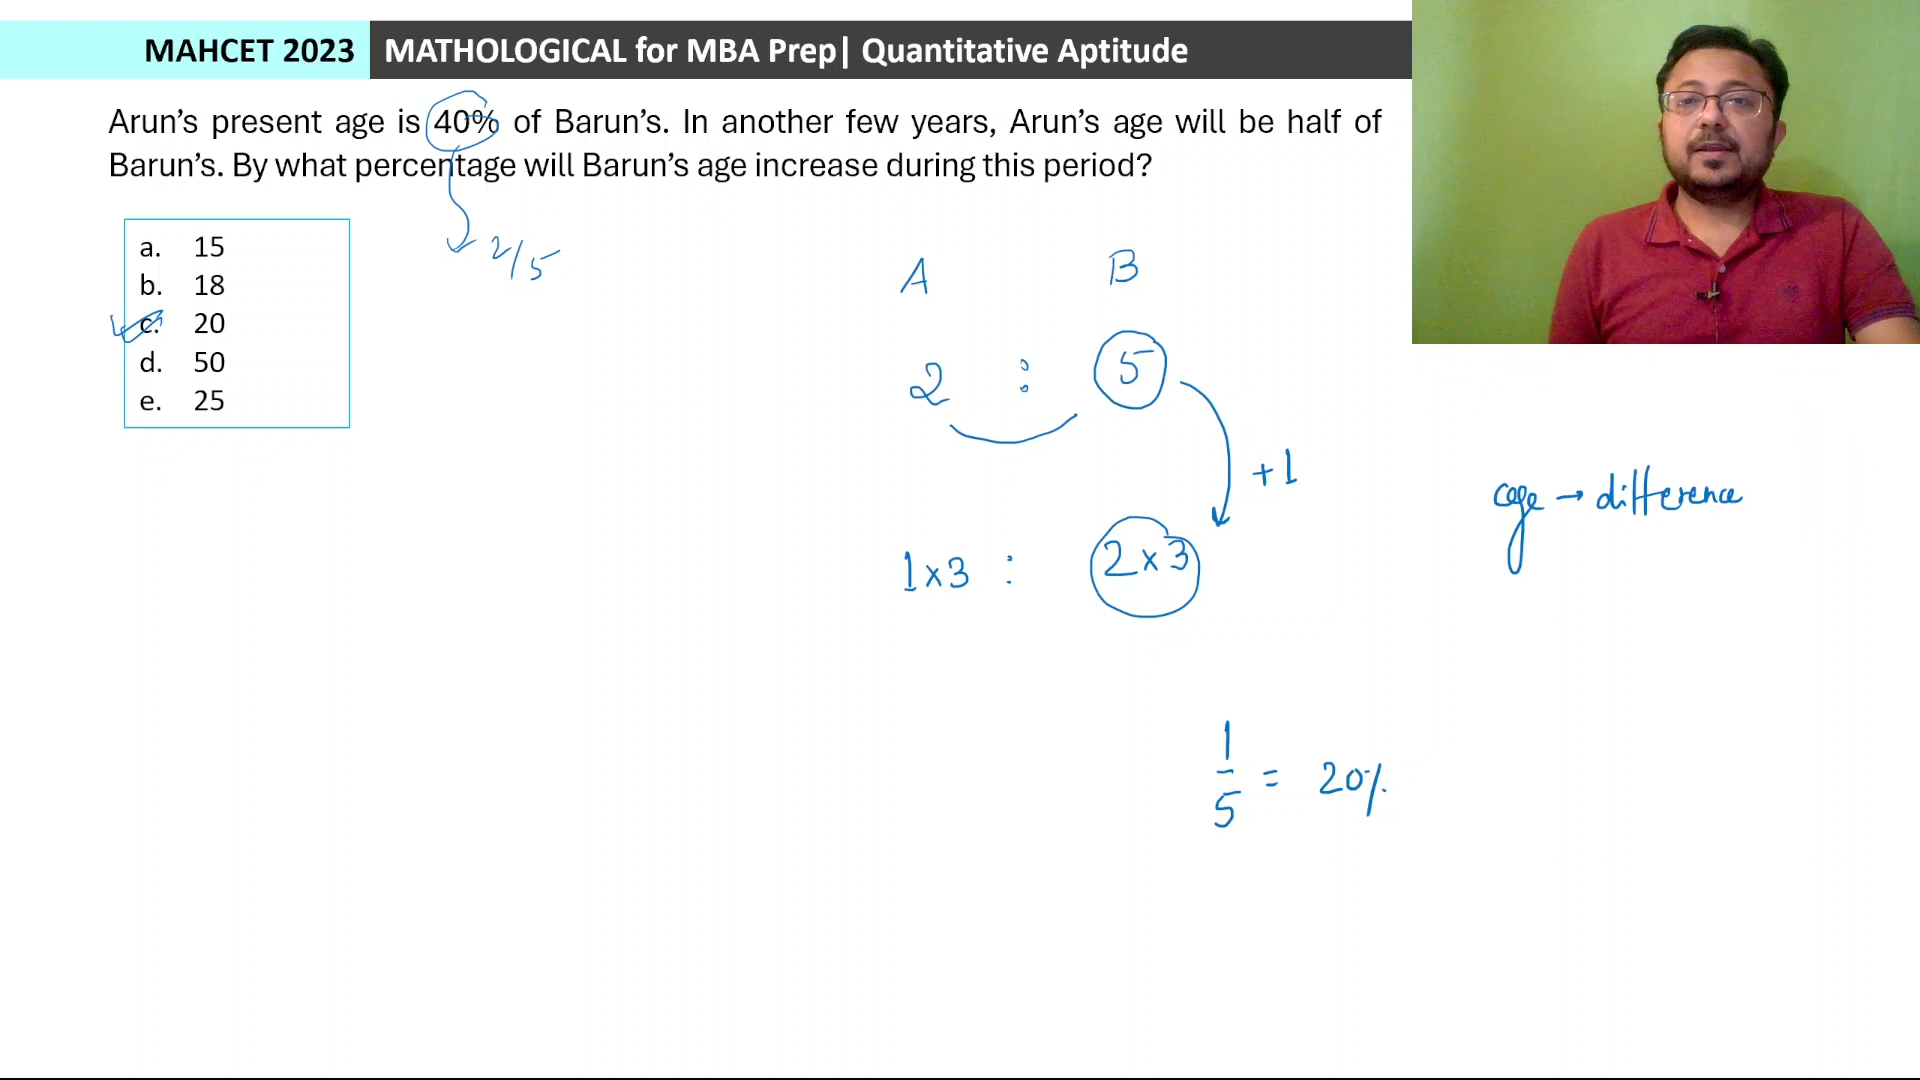 MAHCET 2023 MATHOLOGICAL for MBA Prep| Quantitative Aptitude
Arun’s present age is 40% of Barun’s. In another few years, Arun’s age will be half of
Barun’s. By what percentage will Barun’s age increase during this period?
a. 15
b. 18
c. 20
d. 50
e. 25
2/5
A B
2 : 5
+1
1x3 : 2x3
age → difference
1/5 = 20%